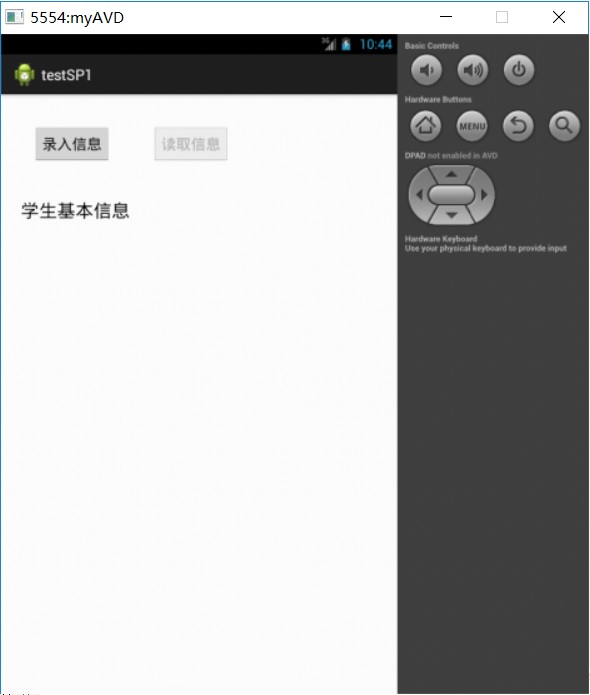 5554:myAVD
3G
10:44
testSP1
录入信息
读取信息
学生基本信息
Basic Controls
Hardware Buttons
MENU
DPAD not enabled in AVD
Hardware Keyboard
Use your physical keyboard to provide input